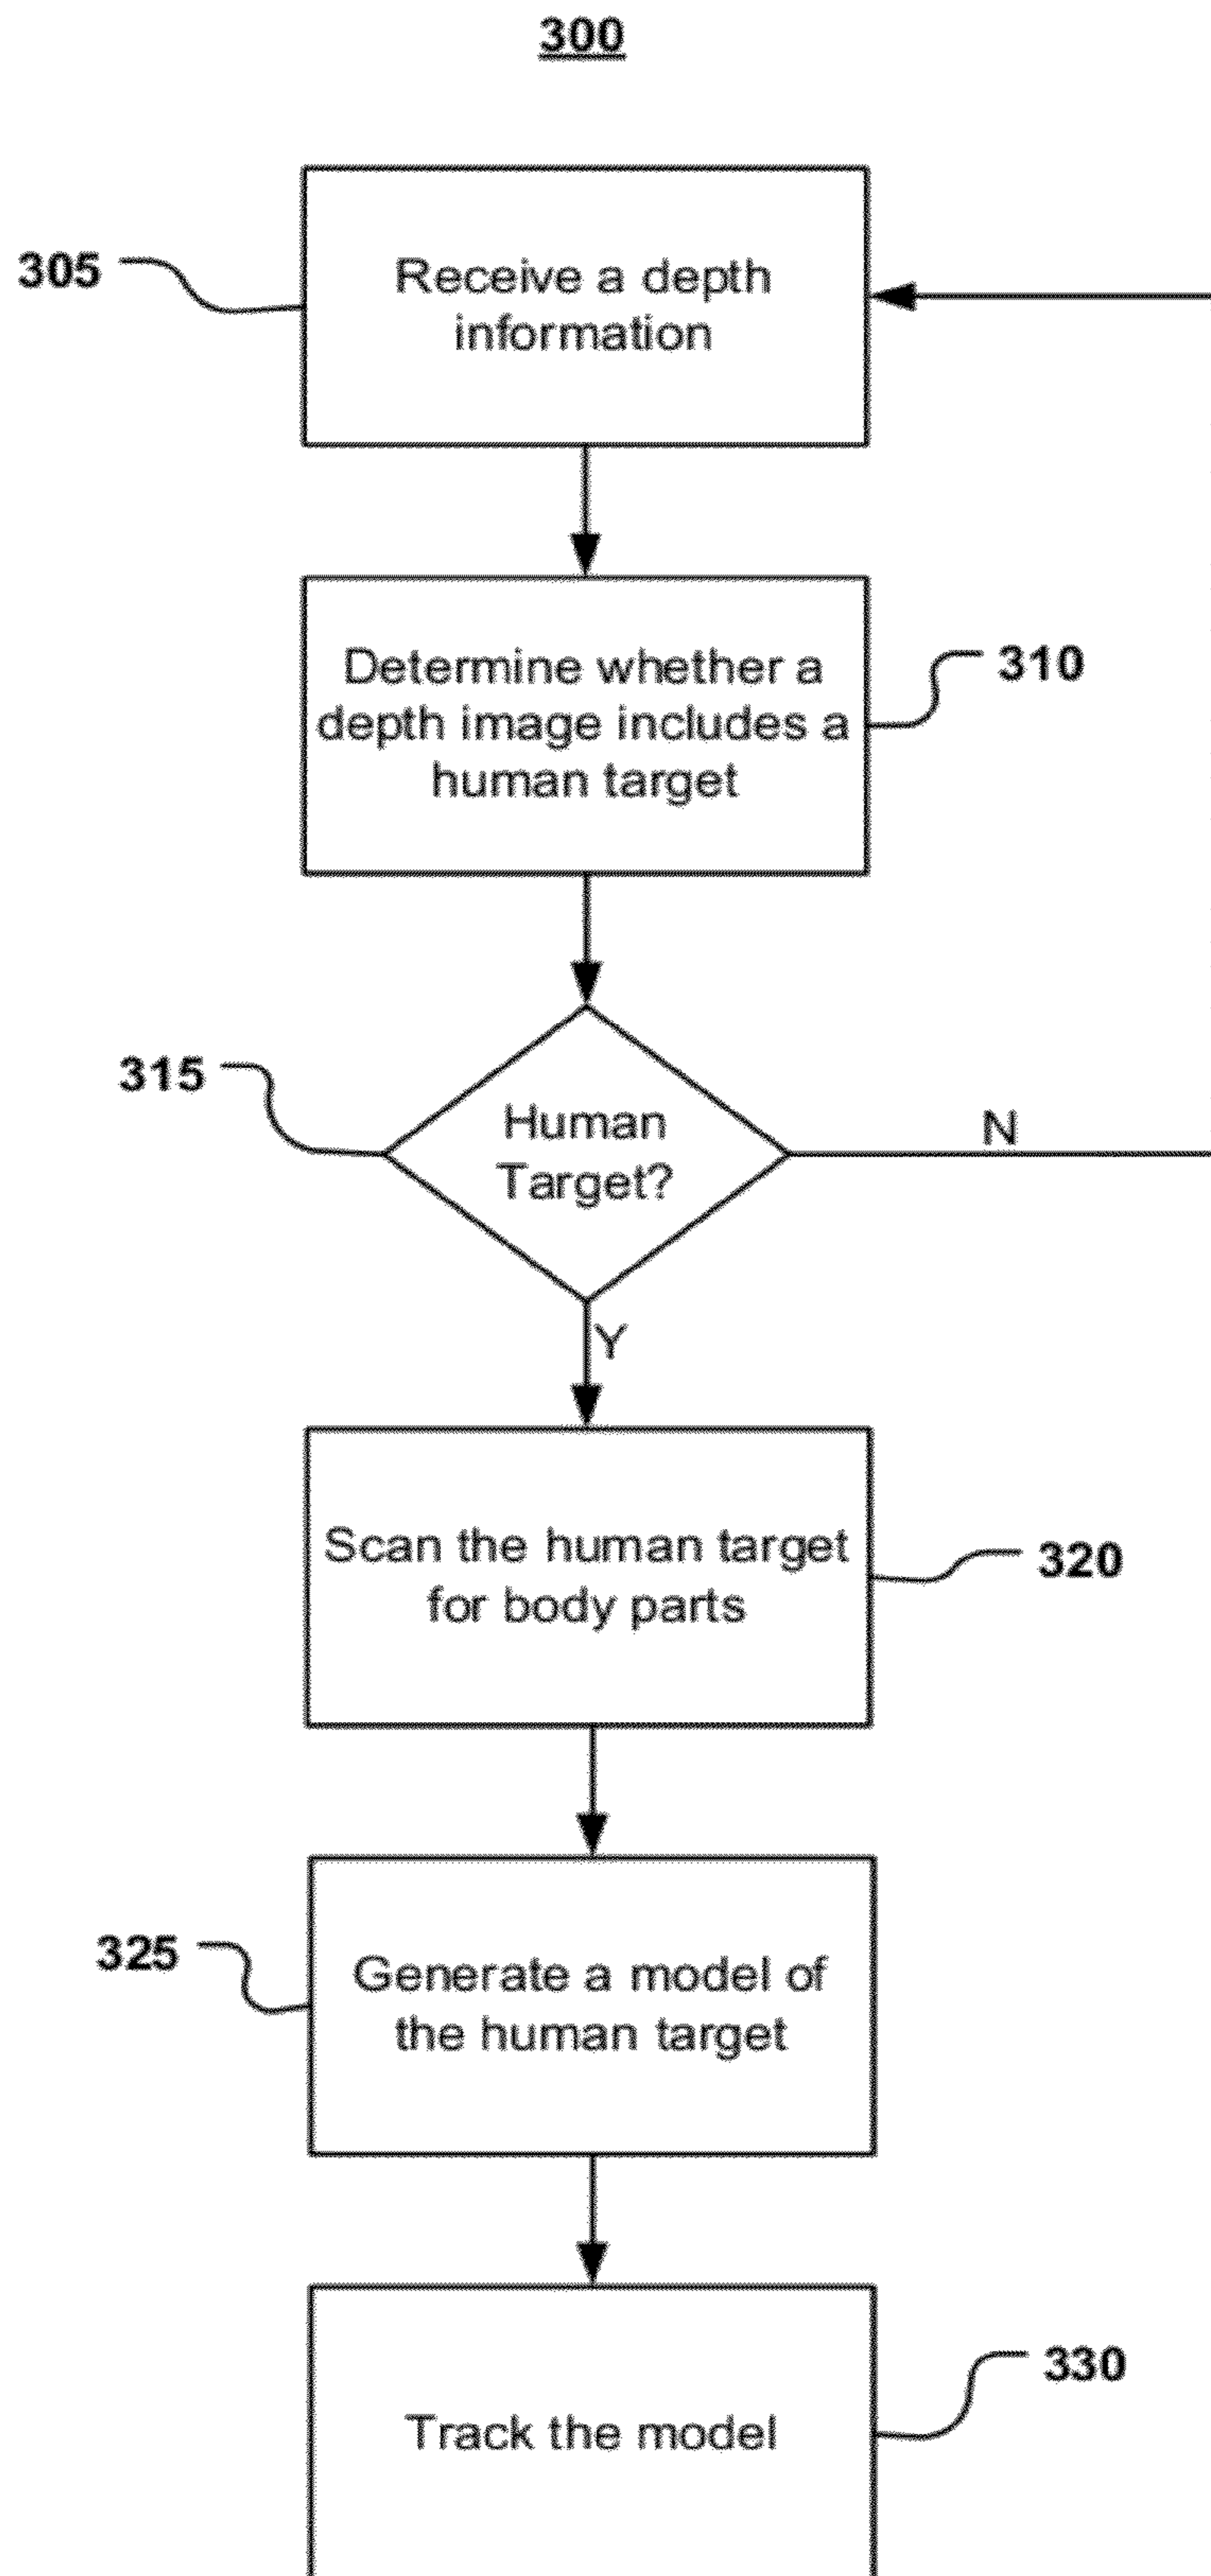 300
305
Receive a depth
information
Determine whether a
depth image includes a
human target
310
315
Human
Target?
N
Y
Scan the human target
for body parts
320
325
Generate a model of
the human target
330
Track the model